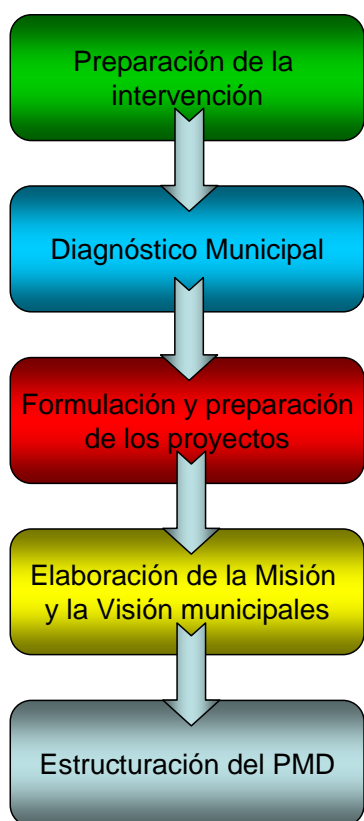 Preparación de la
intervención
Diagnóstico Municipal
Formulación y preparación
de los proyectos
Elaboración de la Misión
y la Visión municipales
Estructuración del PMD